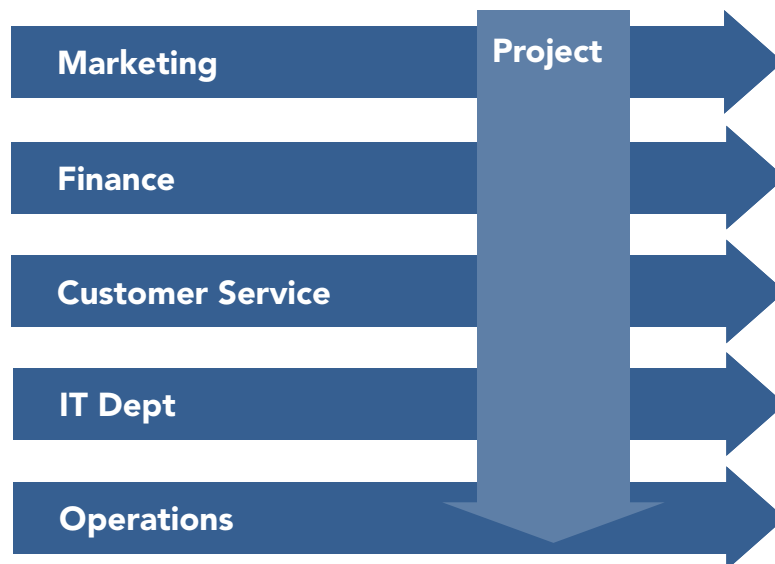 Project
Marketing
Finance
Customer Service
IT Dept
Operations